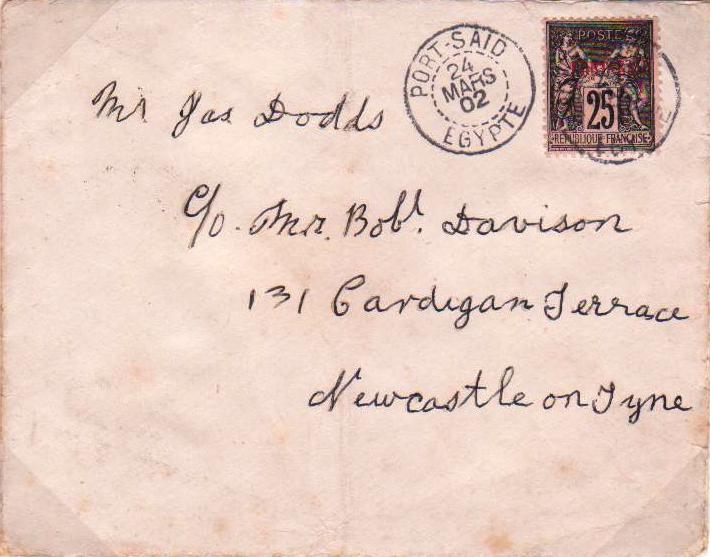 PORT-SAID
24
MARS
02
EGYPTE
POSTE
25
REPUBLIQUE FRANÇAISE
Mr Jas Dodds
c/o. Mr. Robt. Davison
131 Cardigan Terrace
Newcastle on Tyne